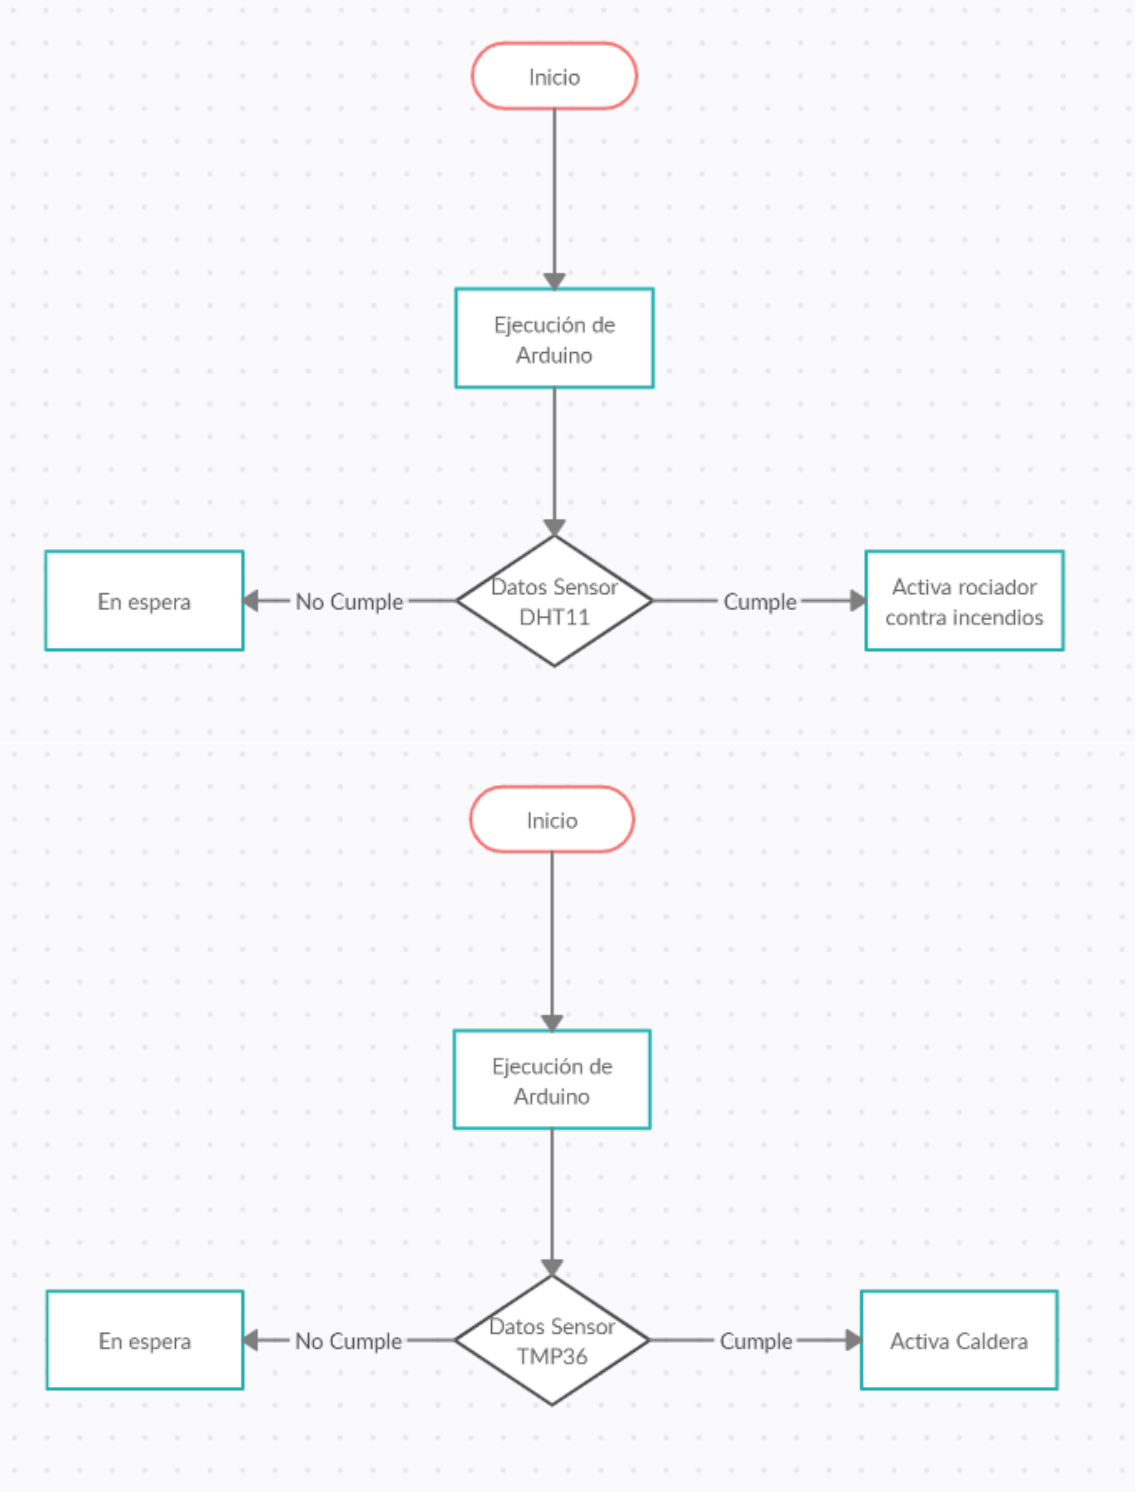 Inicio
Ejecución de
Arduino
Datos Sensor
DHT11
No Cumple
En espera
Cumple
Activa rociador
contra incendios
Inicio
Ejecución de
Arduino
Datos Sensor
TMP36
No Cumple
En espera
Cumple
Activa Caldera